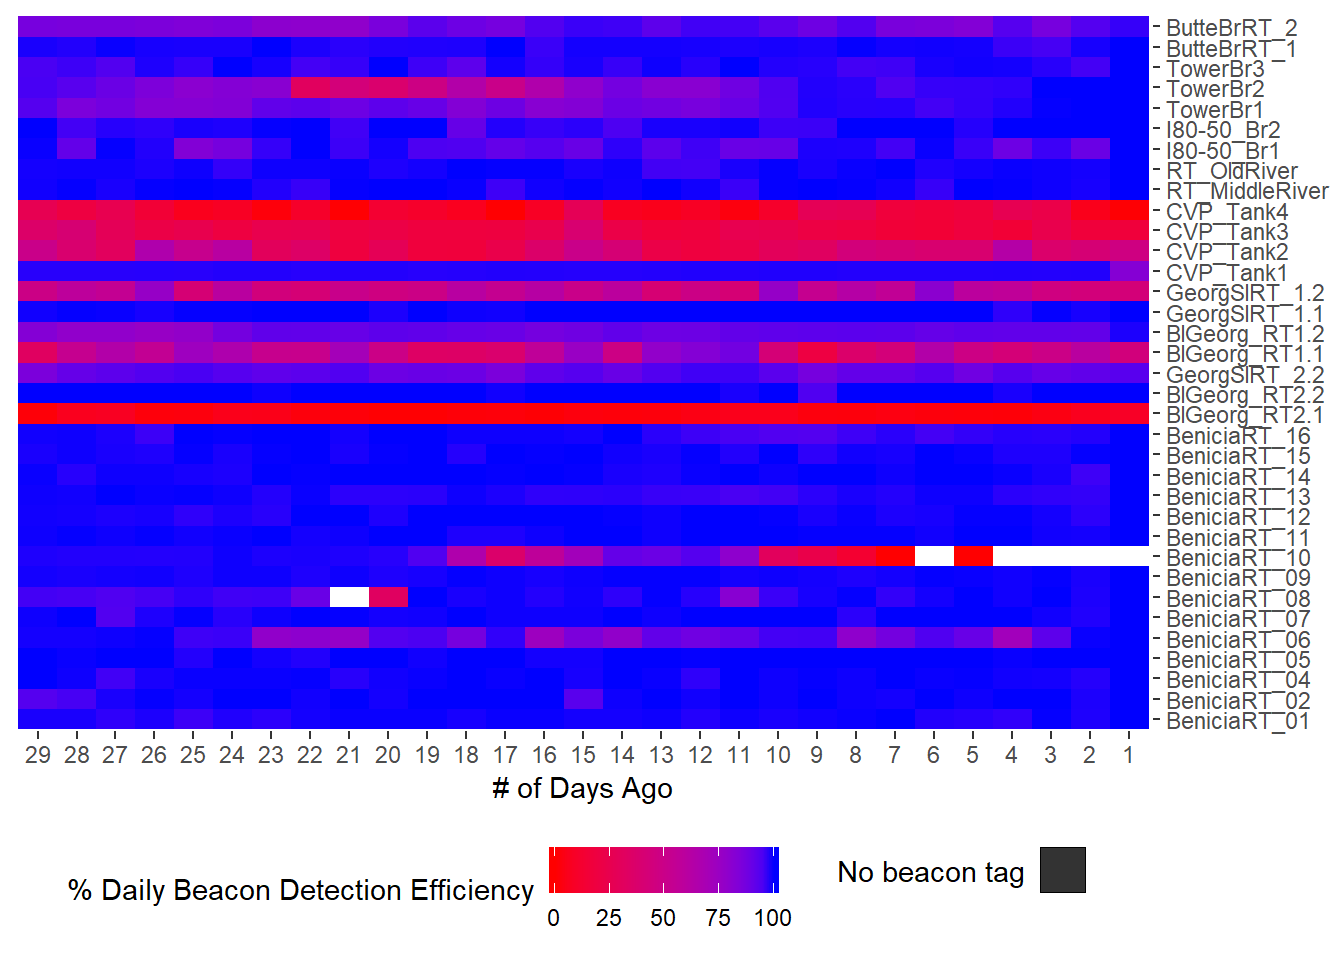 ButteBrRT_2
ButteBrRT_1
TowerBr3
TowerBr2
TowerBr1
I80-50_Br2
I80-50_Br1
RT_OldRiver
RT_MiddleRiver
CVP_Tank4
CVP_Tank3
CVP_Tank2
CVP_Tank1
GeorgSlRT_1.2
GeorgSlRT_1.1
BlGeorg_RT1.2
BlGeorg_RT1.1
GeorgSlRT_2.2
BlGeorg_RT2.2
BlGeorg_RT2.1
BeniciaRT_16
BeniciaRT_15
BeniciaRT_14
BeniciaRT_13
BeniciaRT_12
BeniciaRT_11
BeniciaRT_10
BeniciaRT_09
BeniciaRT_08
BeniciaRT_07
BeniciaRT_06
BeniciaRT_05
BeniciaRT_04
BeniciaRT_02
BeniciaRT_01
29 28 27 26 25 24 23 22 21 20 19 18 17 16 15 14 13 12 11 10 9 8 7 6 5 4 3 2 1
# of Days Ago
% Daily Beacon Detection Efficiency
0 25 50 75 100
No beacon tag